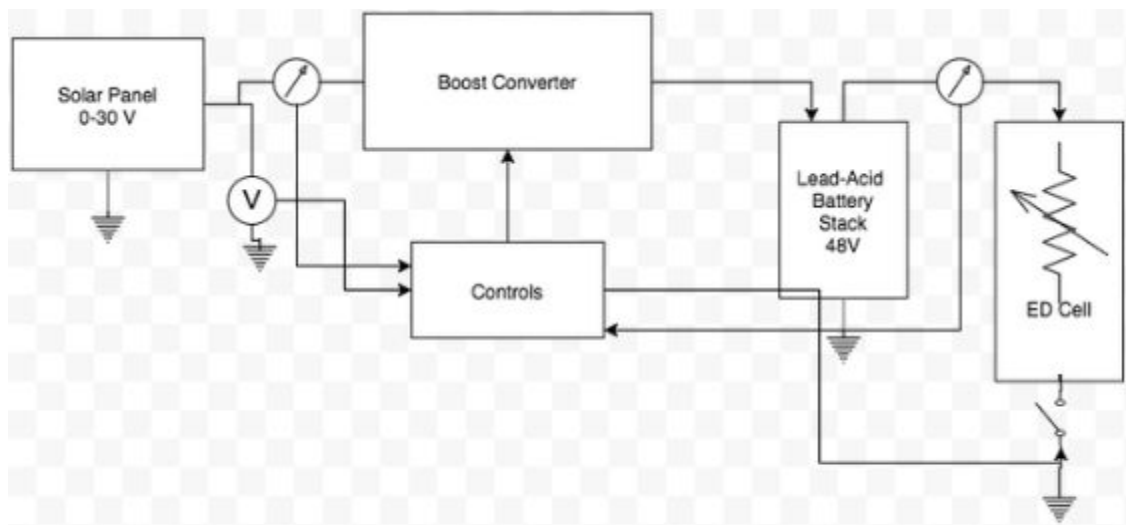 Solar Panel
0-30 V
Boost Converter
V
Lead-Acid
Battery
Stack
48V
Controls
ED Cell